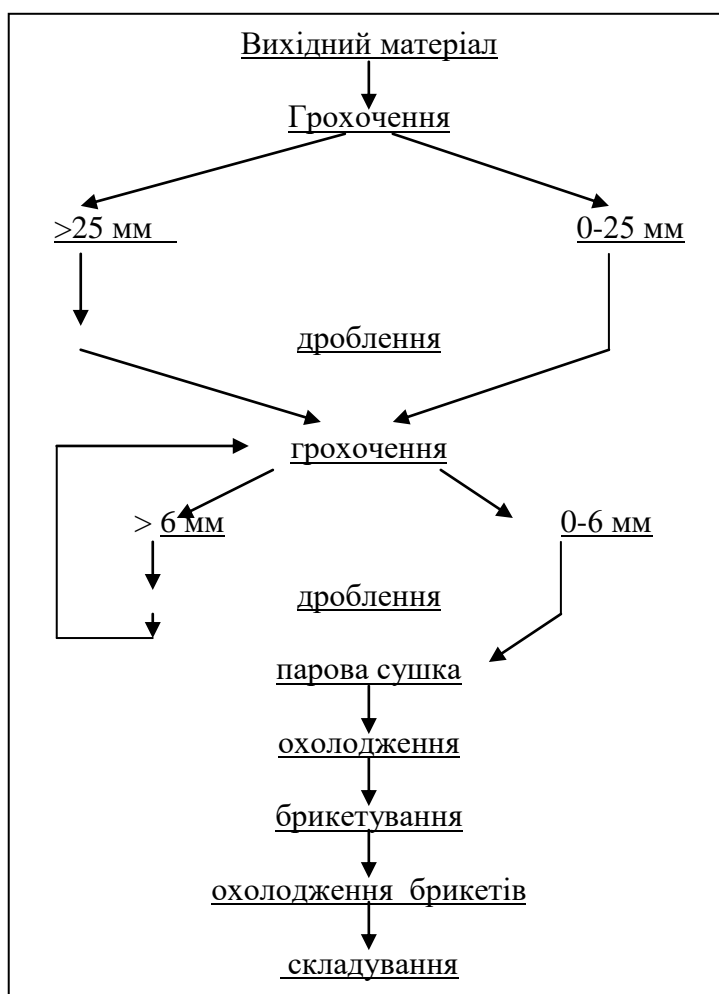 Вихідний матеріал
Грохочення
>25 мм 0-25 мм
дроблення
грохочення
> 6 мм 0-6 мм
дроблення
парова сушка
охолодження
брикетування
охолодження брикетів
складування